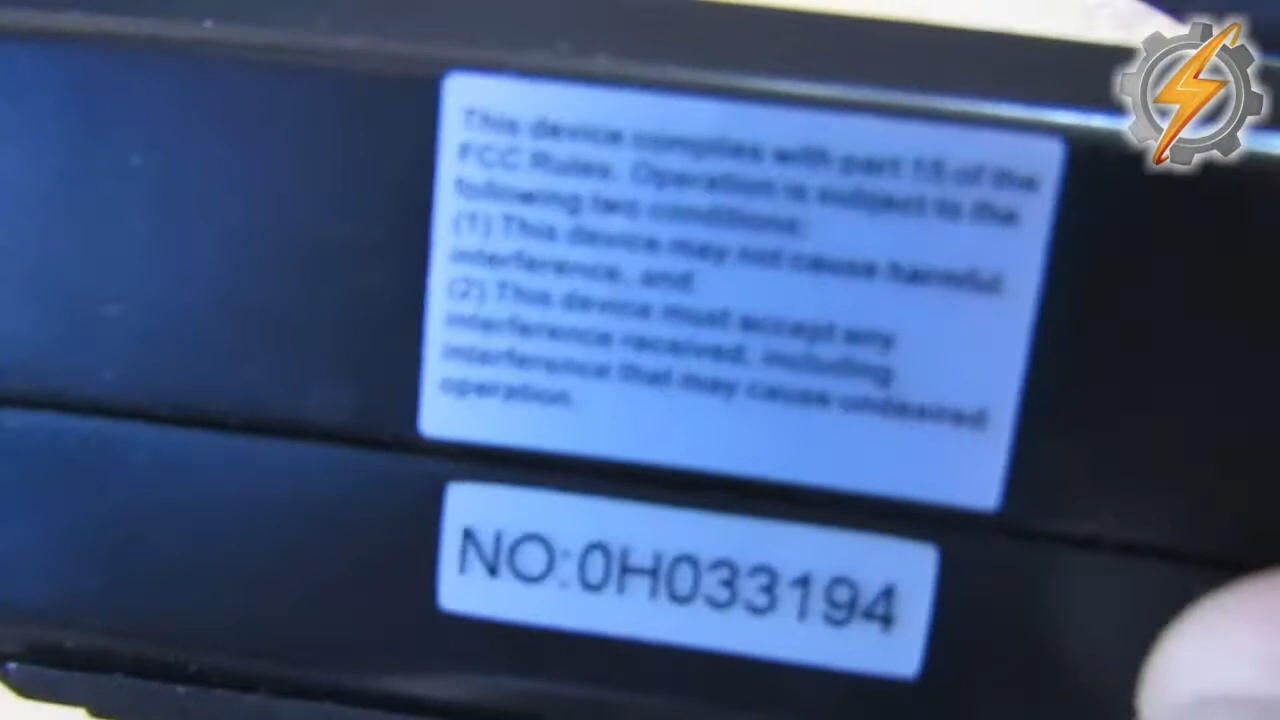 This device complies with part 15 of the
FCC Rules. Operation is subject to the
following two conditions:
(1) This device may not cause harmful
interference, and
(2) This device must accept any
interference received, including
interference that may cause undesired
operation.
NO:0H033194